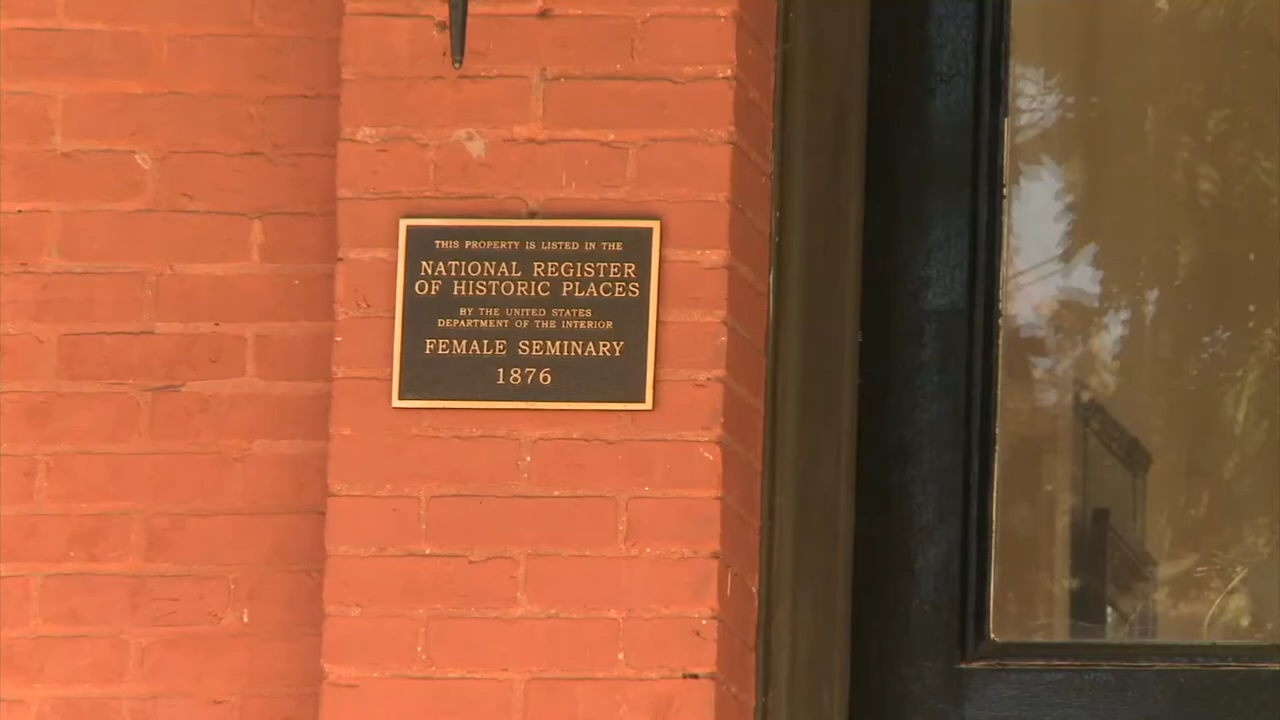 THIS PROPERTY IS LISTED IN THE
NATIONAL REGISTER
OF HISTORIC PLACES
BY THE UNITED STATES
DEPARTMENT OF THE INTERIOR
FEMALE SEMINARY
1876